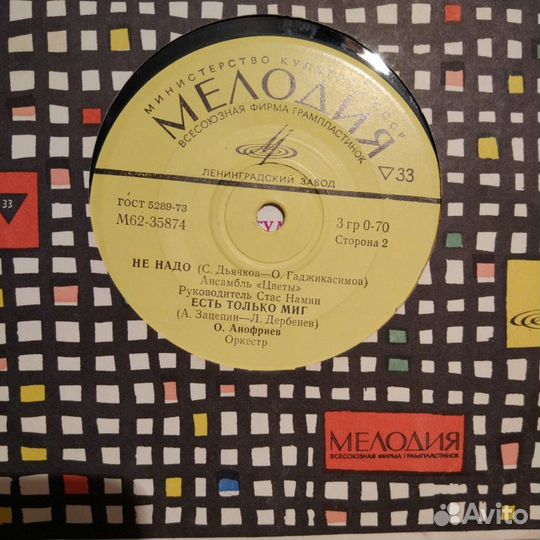 МИНИСТЕРСТВО КУЛЬТУРЫ СССР
МЕЛОДИЯ
ВСЕСОЮЗНАЯ ФИРМА ГРАМПЛАСТИНОК
ЛЕНИНГРАДСКИЙ ЗАВОД
33
33
ГОСТ 5289-73
М62-35874
3 гр 0-70
Сторона 2
НЕ НАДО (С. Дьячков—О. Гаджикасимов)
Ансамбль «Цветы»
Руководитель Стас Намин
ЕСТЬ ТОЛЬКО МИГ
(А. Зацепин—Л. Дербенев)
О. Анофриев
Оркестр
МЕЛОДИЯ
ВСЕСОЮЗНАЯ ФИРМА ГРАМПЛАСТИНОК
Avito